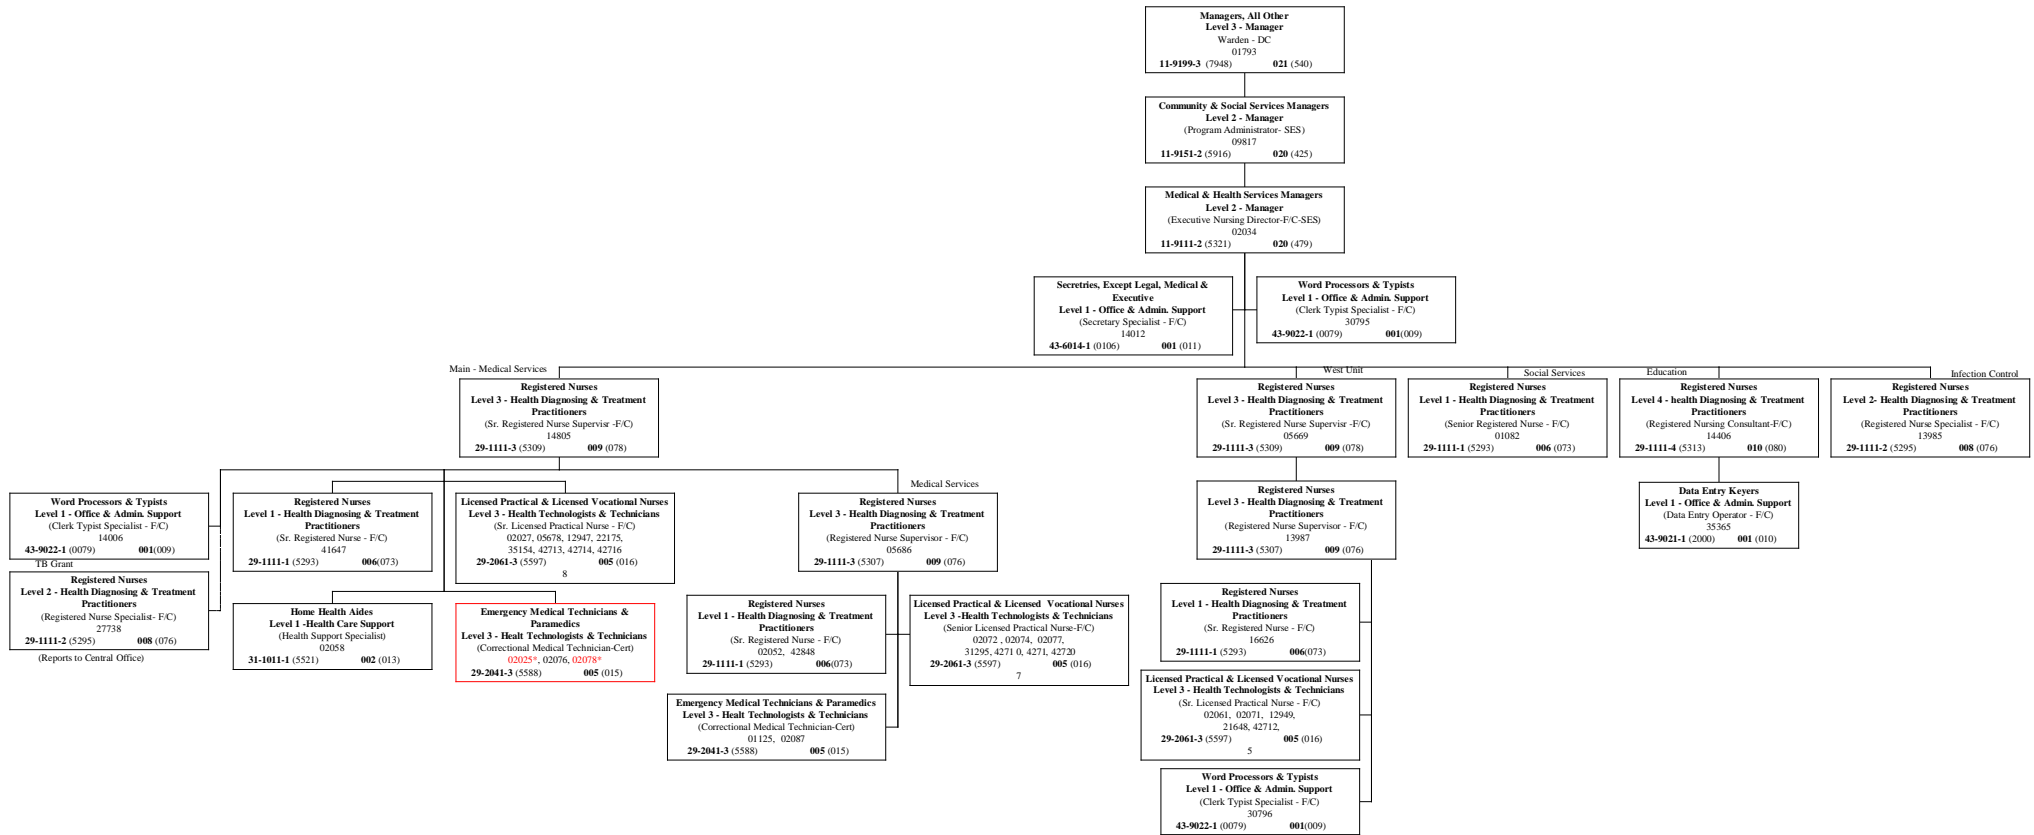 Managers, All Other
Level 3 - Manager
Warden - DC
01793
11-9199-3 (7948) 021 (540)
Community & Social Services Managers
Level 2 - Manager
(Program Administrator- SES)
09817
11-9151-2 (5916) 020 (425)
Medical & Health Services Managers
Level 2 - Manager
(Executive Nursing Director-F/C-SES)
02034
11-9111-2 (5321) 020 (479)
Secretries, Except Legal, Medical &
Executive
Level 1 - Office & Admin. Support
(Secretary Specialist - F/C)
14012
43-6014-1 (0106) 001 (011)
Word Processors & Typists
Level 1 - Office & Admin. Support
(Clerk Typist Specialist - F/C)
30795
43-9022-1 (0079) 001(009)
Main - Medical Services
Registered Nurses
Level 3 - Health Diagnosing & Treatment
Practitioners
(Sr. Registered Nurse Supervisr -F/C)
14805
29-1111-3 (5309) 009 (078)
West Unit
Registered Nurses
Level 3 - Health Diagnosing & Treatment
Practitioners
(Sr. Registered Nurse Supervisr -F/C)
05669
29-1111-3 (5309) 009 (078)
Social Services
Registered Nurses
Level 1 - Health Diagnosing & Treatment
Practitioners
(Senior Registered Nurse - F/C)
01082
29-1111-1 (5293) 006 (073)
Education
Registered Nurses
Level 4 - health Diagnosing & Treatment
Practitioners
(Registered Nursing Consultant-F/C)
14406
29-1111-4 (5313) 010 (080)
Infection Control
Registered Nurses
Level 2- Health Diagnosing & Treatment
Practitioners
(Registered Nurse Specialist - F/C)
13985
29-1111-2 (5295) 008 (076)
Word Processors & Typists
Level 1 - Office & Admin. Support
(Clerk Typist Specialist - F/C)
14006
43-9022-1 (0079) 001(009)
TB Grant
Registered Nurses
Level 2 - Health Diagnosing & Treatment
Practitioners
(Registered Nurse Specialist- F/C)
27738
29-1111-2 (5295) 008 (076)
(Reports to Central Office)
Registered Nurses
Level 1 - Health Diagnosing & Treatment
Practitioners
(Sr. Registered Nurse - F/C)
41647
29-1111-1 (5293) 006(073)
Licensed Practical & Licensed Vocational Nurses
Level 3 - Health Technologists & Technicians
(Sr. Licensed Practical Nurse - F/C)
02027, 05678, 12947, 22175,
35154, 42713, 42714, 42716
29-2061-3 (5597) 005 (016)
8
Home Health Aides
Level 1 -Health Care Support
(Health Support Specialist)
02058
31-1011-1 (5521) 002 (013)
Emergency Medical Technicians &
Paramedics
Level 3 - Healt Technologists & Technicians
(Correctional Medical Technician-Cert)
02025*, 02076, 02078*
29-2041-3 (5588) 005 (015)
Medical Services
Registered Nurses
Level 3 - Health Diagnosing & Treatment
Practitioners
(Registered Nurse Supervisor - F/C)
05686
29-1111-3 (5307) 009 (076)
Registered Nurses
Level 1 - Health Diagnosing & Treatment
Practitioners
(Sr. Registered Nurse - F/C)
02052, 42848
29-1111-1 (5293) 006(073)
Licensed Practical & Licensed Vocational Nurses
Level 3 -Health Technologists & Technicians
(Senior Licensed Practical Nurse-F/C)
02072 , 02074, 02077,
31295, 4271 0, 4271, 42720
29-2061-3 (5597) 005 (016)
7
Emergency Medical Technicians & Paramedics
Level 3 - Healt Technologists & Technicians
(Correctional Medical Technician-Cert)
01125, 02087
29-2041-3 (5588) 005 (015)
Registered Nurses
Level 3 - Health Diagnosing & Treatment
Practitioners
(Registered Nurse Supervisor - F/C)
13987
29-1111-3 (5307) 009 (076)
Registered Nurses
Level 1 - Health Diagnosing & Treatment
Practitioners
(Sr. Registered Nurse - F/C)
16626
29-1111-1 (5293) 006(073)
Licensed Practical & Licensed Vocational Nurses
Level 3 - Health Technologists & Technicians
(Sr. Licensed Practical Nurse - F/C)
02061, 02071, 12949,
21648, 42712,
29-2061-3 (5597) 005 (016)
5
Word Processors & Typists
Level 1 - Office & Admin. Support
(Clerk Typist Specialist - F/C)
30796
43-9022-1 (0079) 001(009)
Data Entry Keyers
Level 1 - Office & Admin. Support
(Data Entry Operator - F/C)
35365
43-9021-1 (2000) 001 (010)